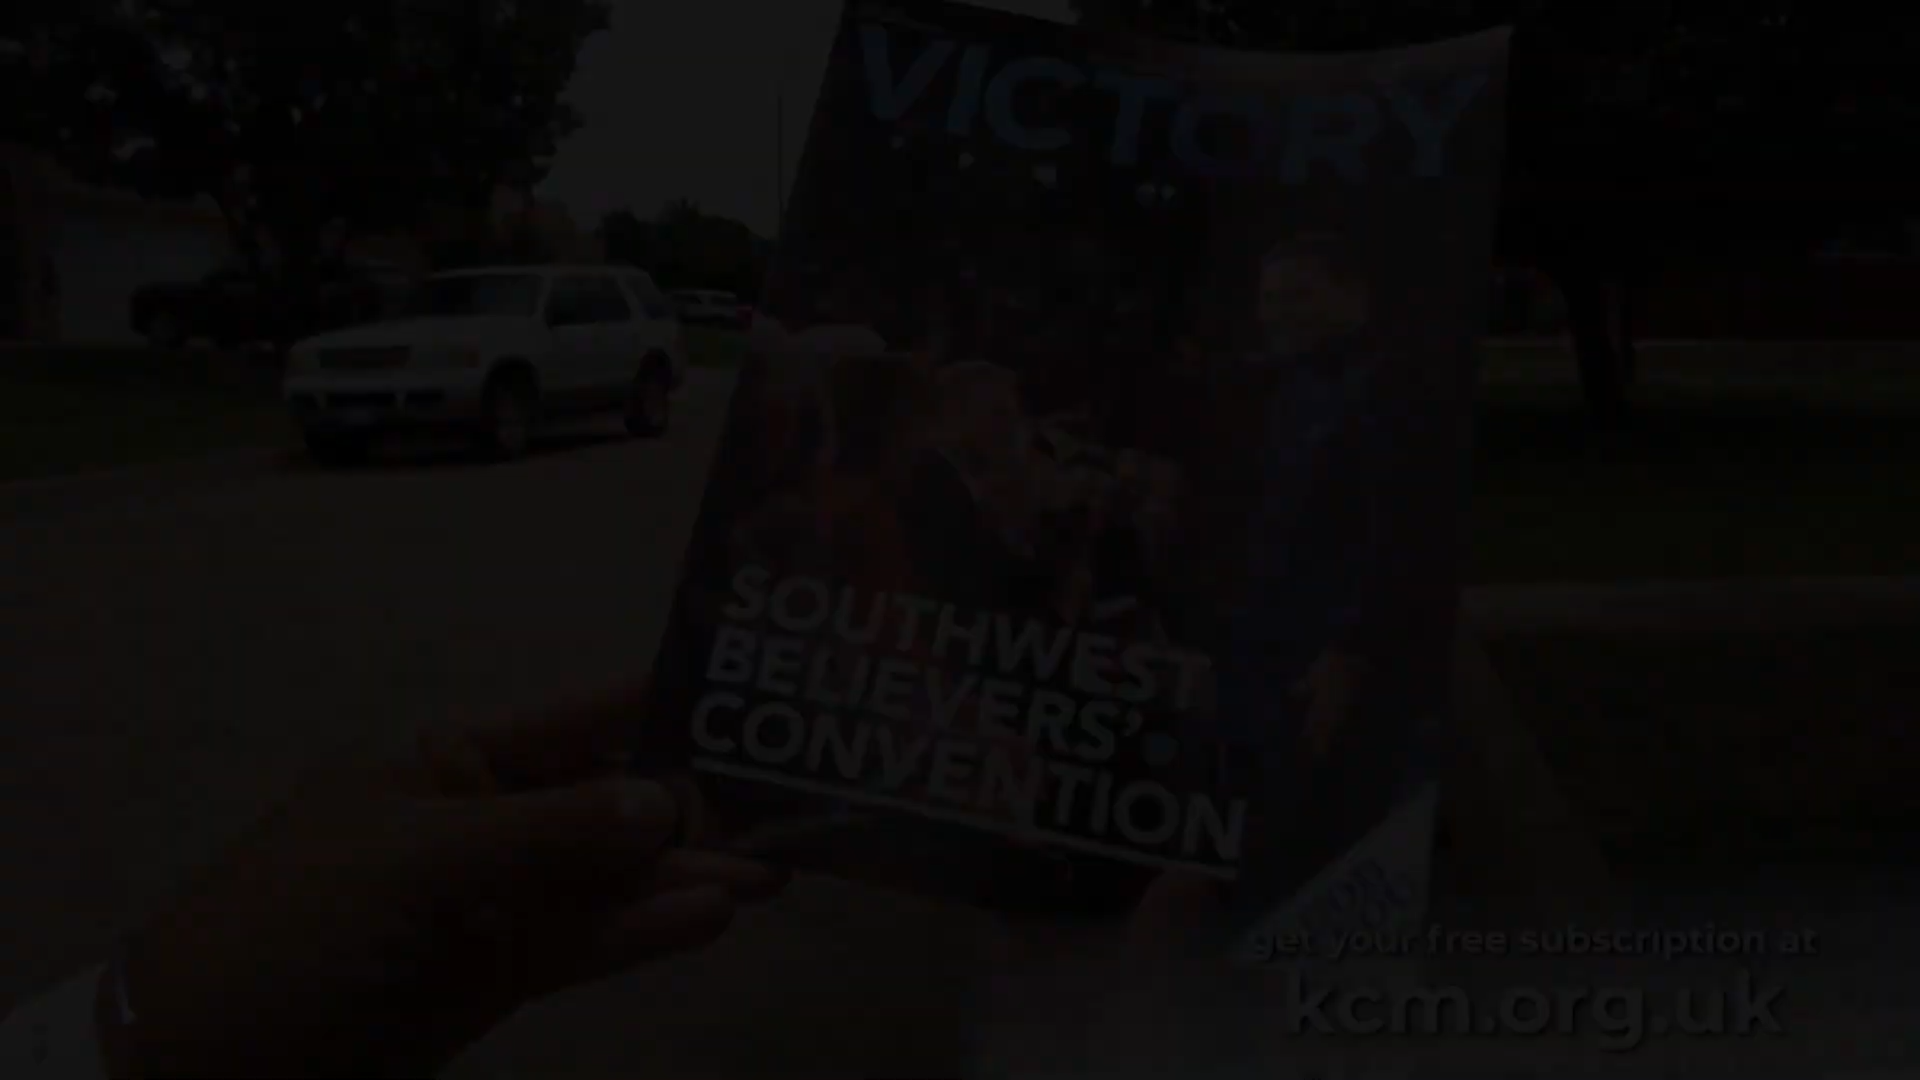 VICTORY
SOUTHWEST
BELIEVERS'
CONVENTION
get your free subscription at
kcm.org.uk